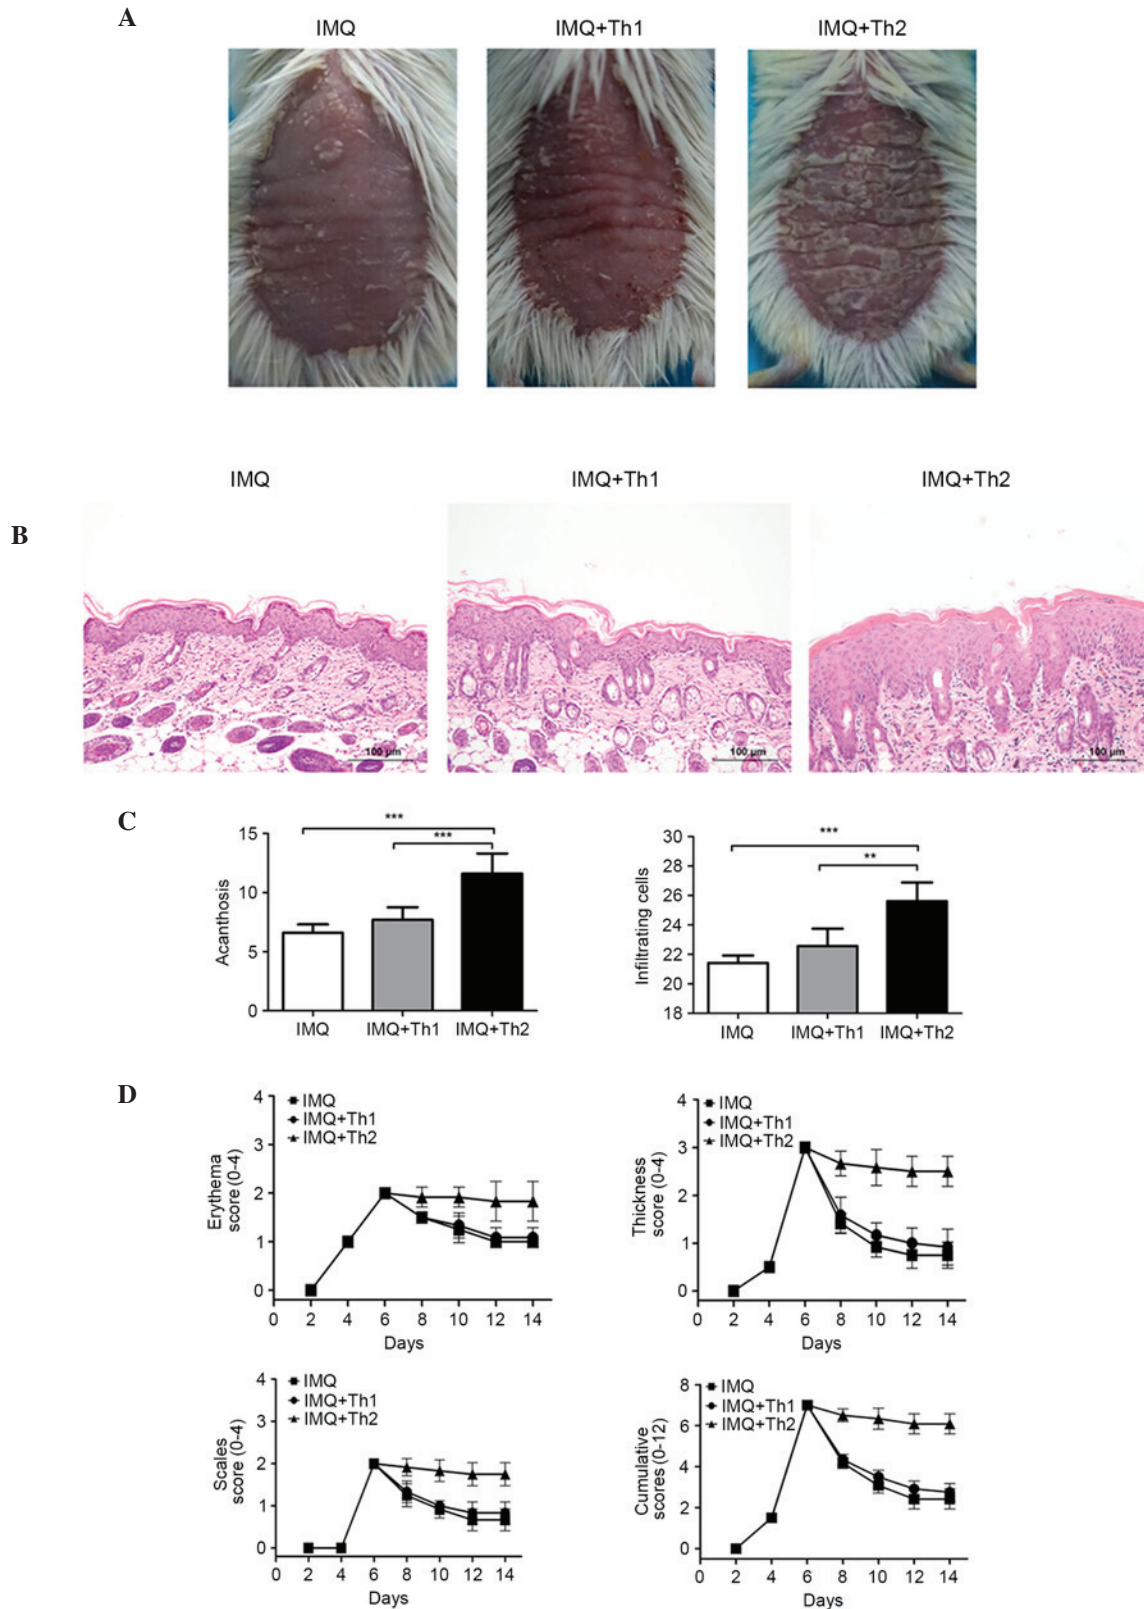 A
IMQ
IMQ+Th1
IMQ+Th2
B
IMQ
IMQ+Th1
IMQ+Th2
100 µm
100 µm
100 µm
C
Acanthosis
15
10
5
0
***
***
IMQ
IMQ+Th1
IMQ+Th2
Infiltrating cells
30
28
26
24
22
20
18
***
**
IMQ
IMQ+Th1
IMQ+Th2
D
Erythema
score (0-4)
4
3
2
1
0
IMQ
IMQ+Th1
IMQ+Th2
0 2 4 6 8 10 12 14
Days
Thickness
score (0-4)
4
3
2
1
0
IMQ
IMQ+Th1
IMQ+Th2
0 2 4 6 8 10 12 14
Days
Scales
score (0-4)
4
3
2
1
0
IMQ
IMQ+Th1
IMQ+Th2
0 2 4 6 8 10 12 14
Days
Cumulative
scores (0-12)
8
6
4
2
0
IMQ
IMQ+Th1
IMQ+Th2
0 2 4 6 8 10 12 14
Days